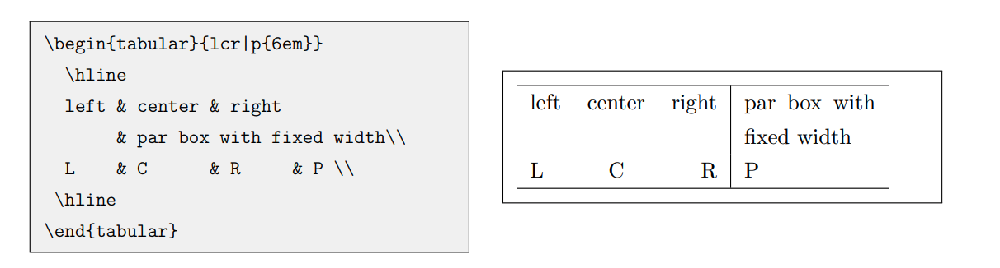 \begin{tabular}{lcr|p{6em}}
  \hline
  left & center & right
       & par box with fixed width\\
  L    & C      & R     & P \\
 \hline
\end{tabular}
left center right par box with
fixed width
L C R P